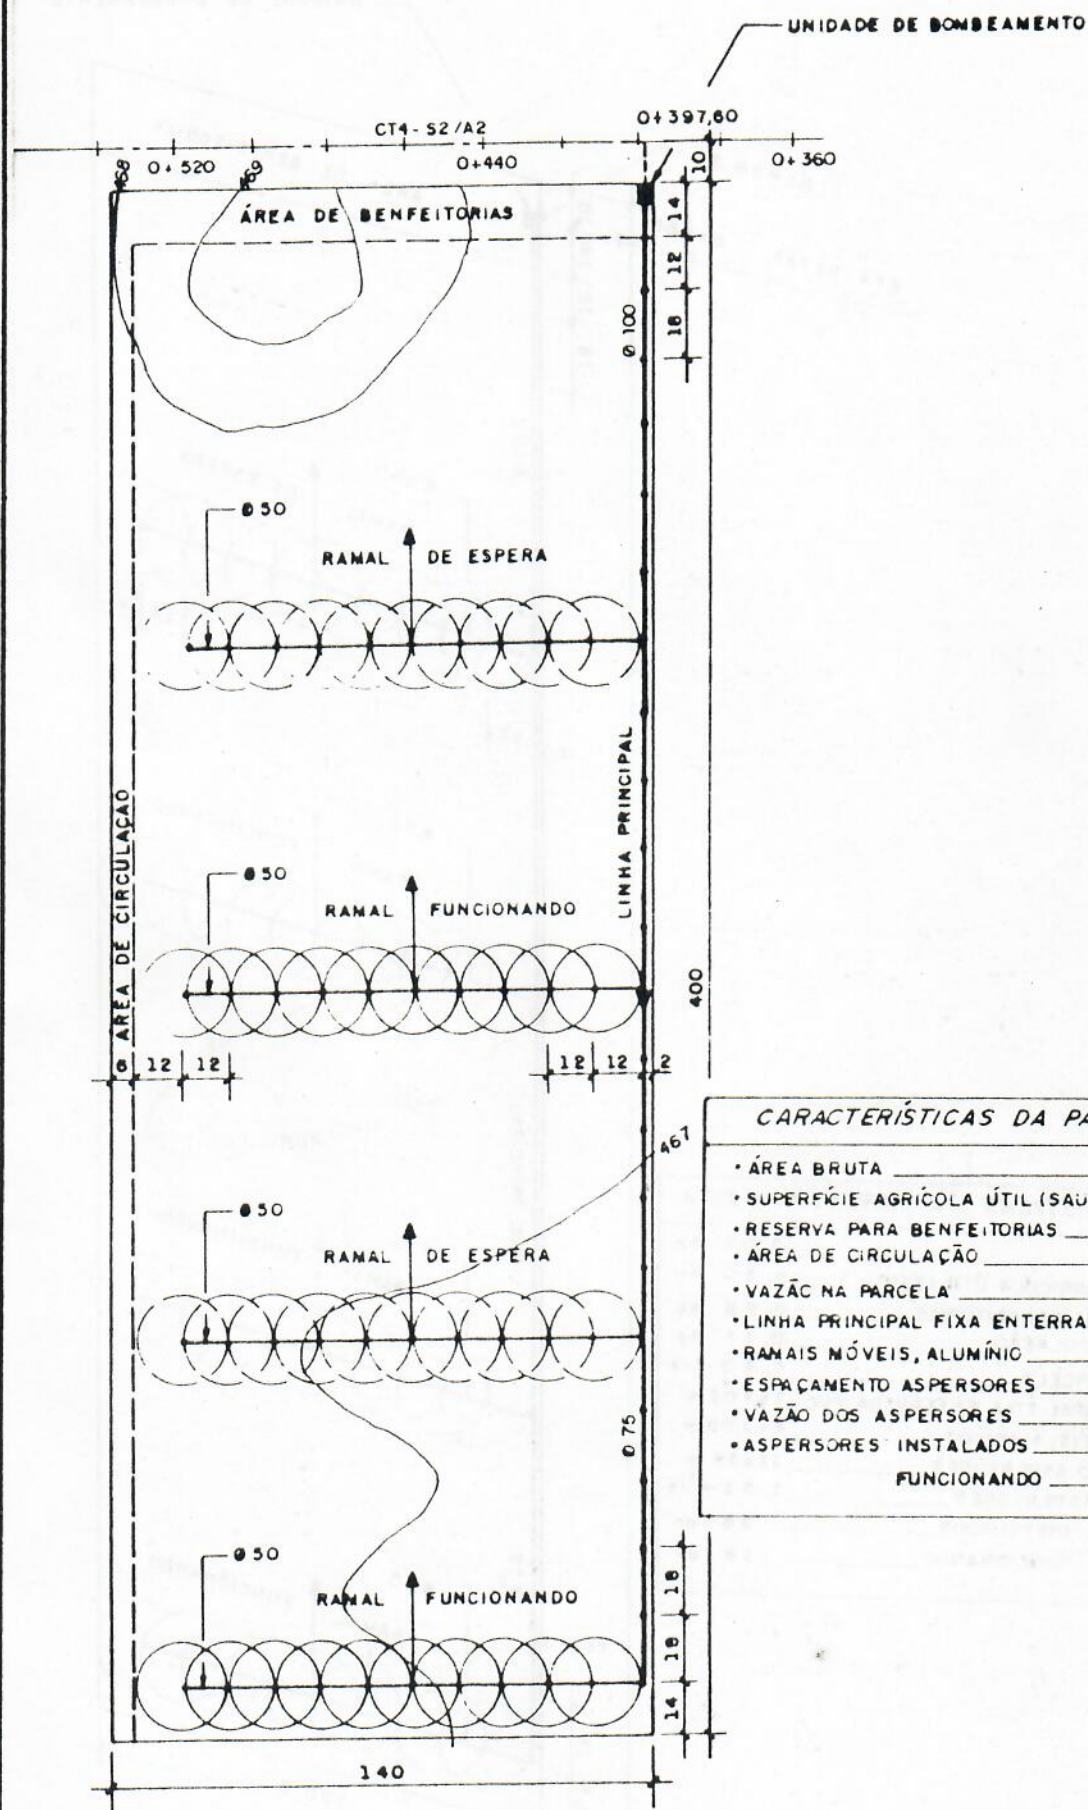 UNIDADE DE BOMBEAMENTO
0+397,60
CT4-S2/A2
468
0+520
469
0+440
10
0+360
ÁREA DE BENFEITORIAS
14
12
18
Ø 100
Ø 50
RAMAL DE ESPERA
LINHA PRINCIPAL
ÁREA DE CIRCULAÇÃO
Ø 50
RAMAL FUNCIONANDO
400
6 12 12 12 12 2
467
CARACTERÍSTICAS DA PA
• ÁREA BRUTA
• SUPERFÍCIE AGRÍCOLA ÚTIL (SAU
• RESERVA PARA BENFEITORIAS
• ÁREA DE CIRCULAÇÃO
• VAZÃO NA PARCELA
• LINHA PRINCIPAL FIXA ENTERRA
• RAMAIS MÓVEIS, ALUMÍNIO
• ESPAÇAMENTO ASPERSORES
• VAZÃO DOS ASPERSORES
• ASPERSORES INSTALADOS
FUNCIONANDO
Ø 50
RAMAL DE ESPERA
Ø 75
Ø 50
RAMAL FUNCIONANDO
18
18
14
140